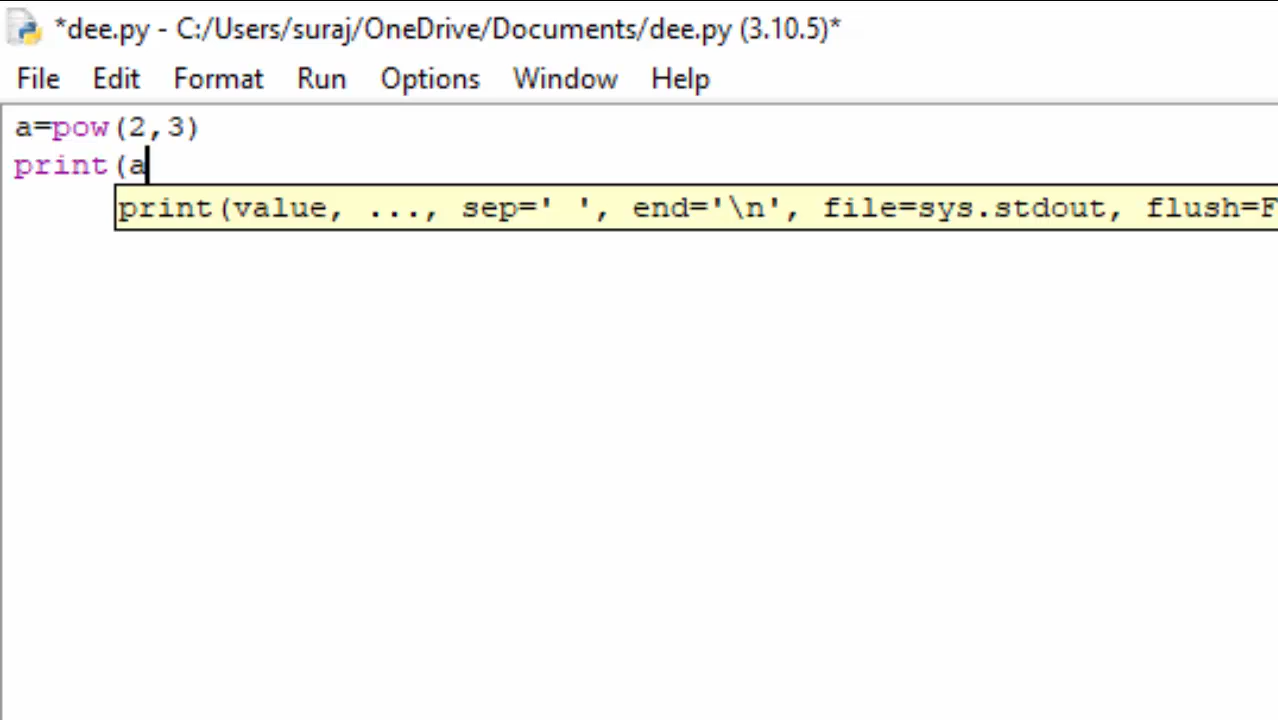 *dee.py - C:/Users/suraj/OneDrive/Documents/dee.py (3.10.5)*
File Edit Format Run Options Window Help
a=pow(2,3)
print(a
print(value, ..., sep=' ', end='\n', file=sys.stdout, flush=F